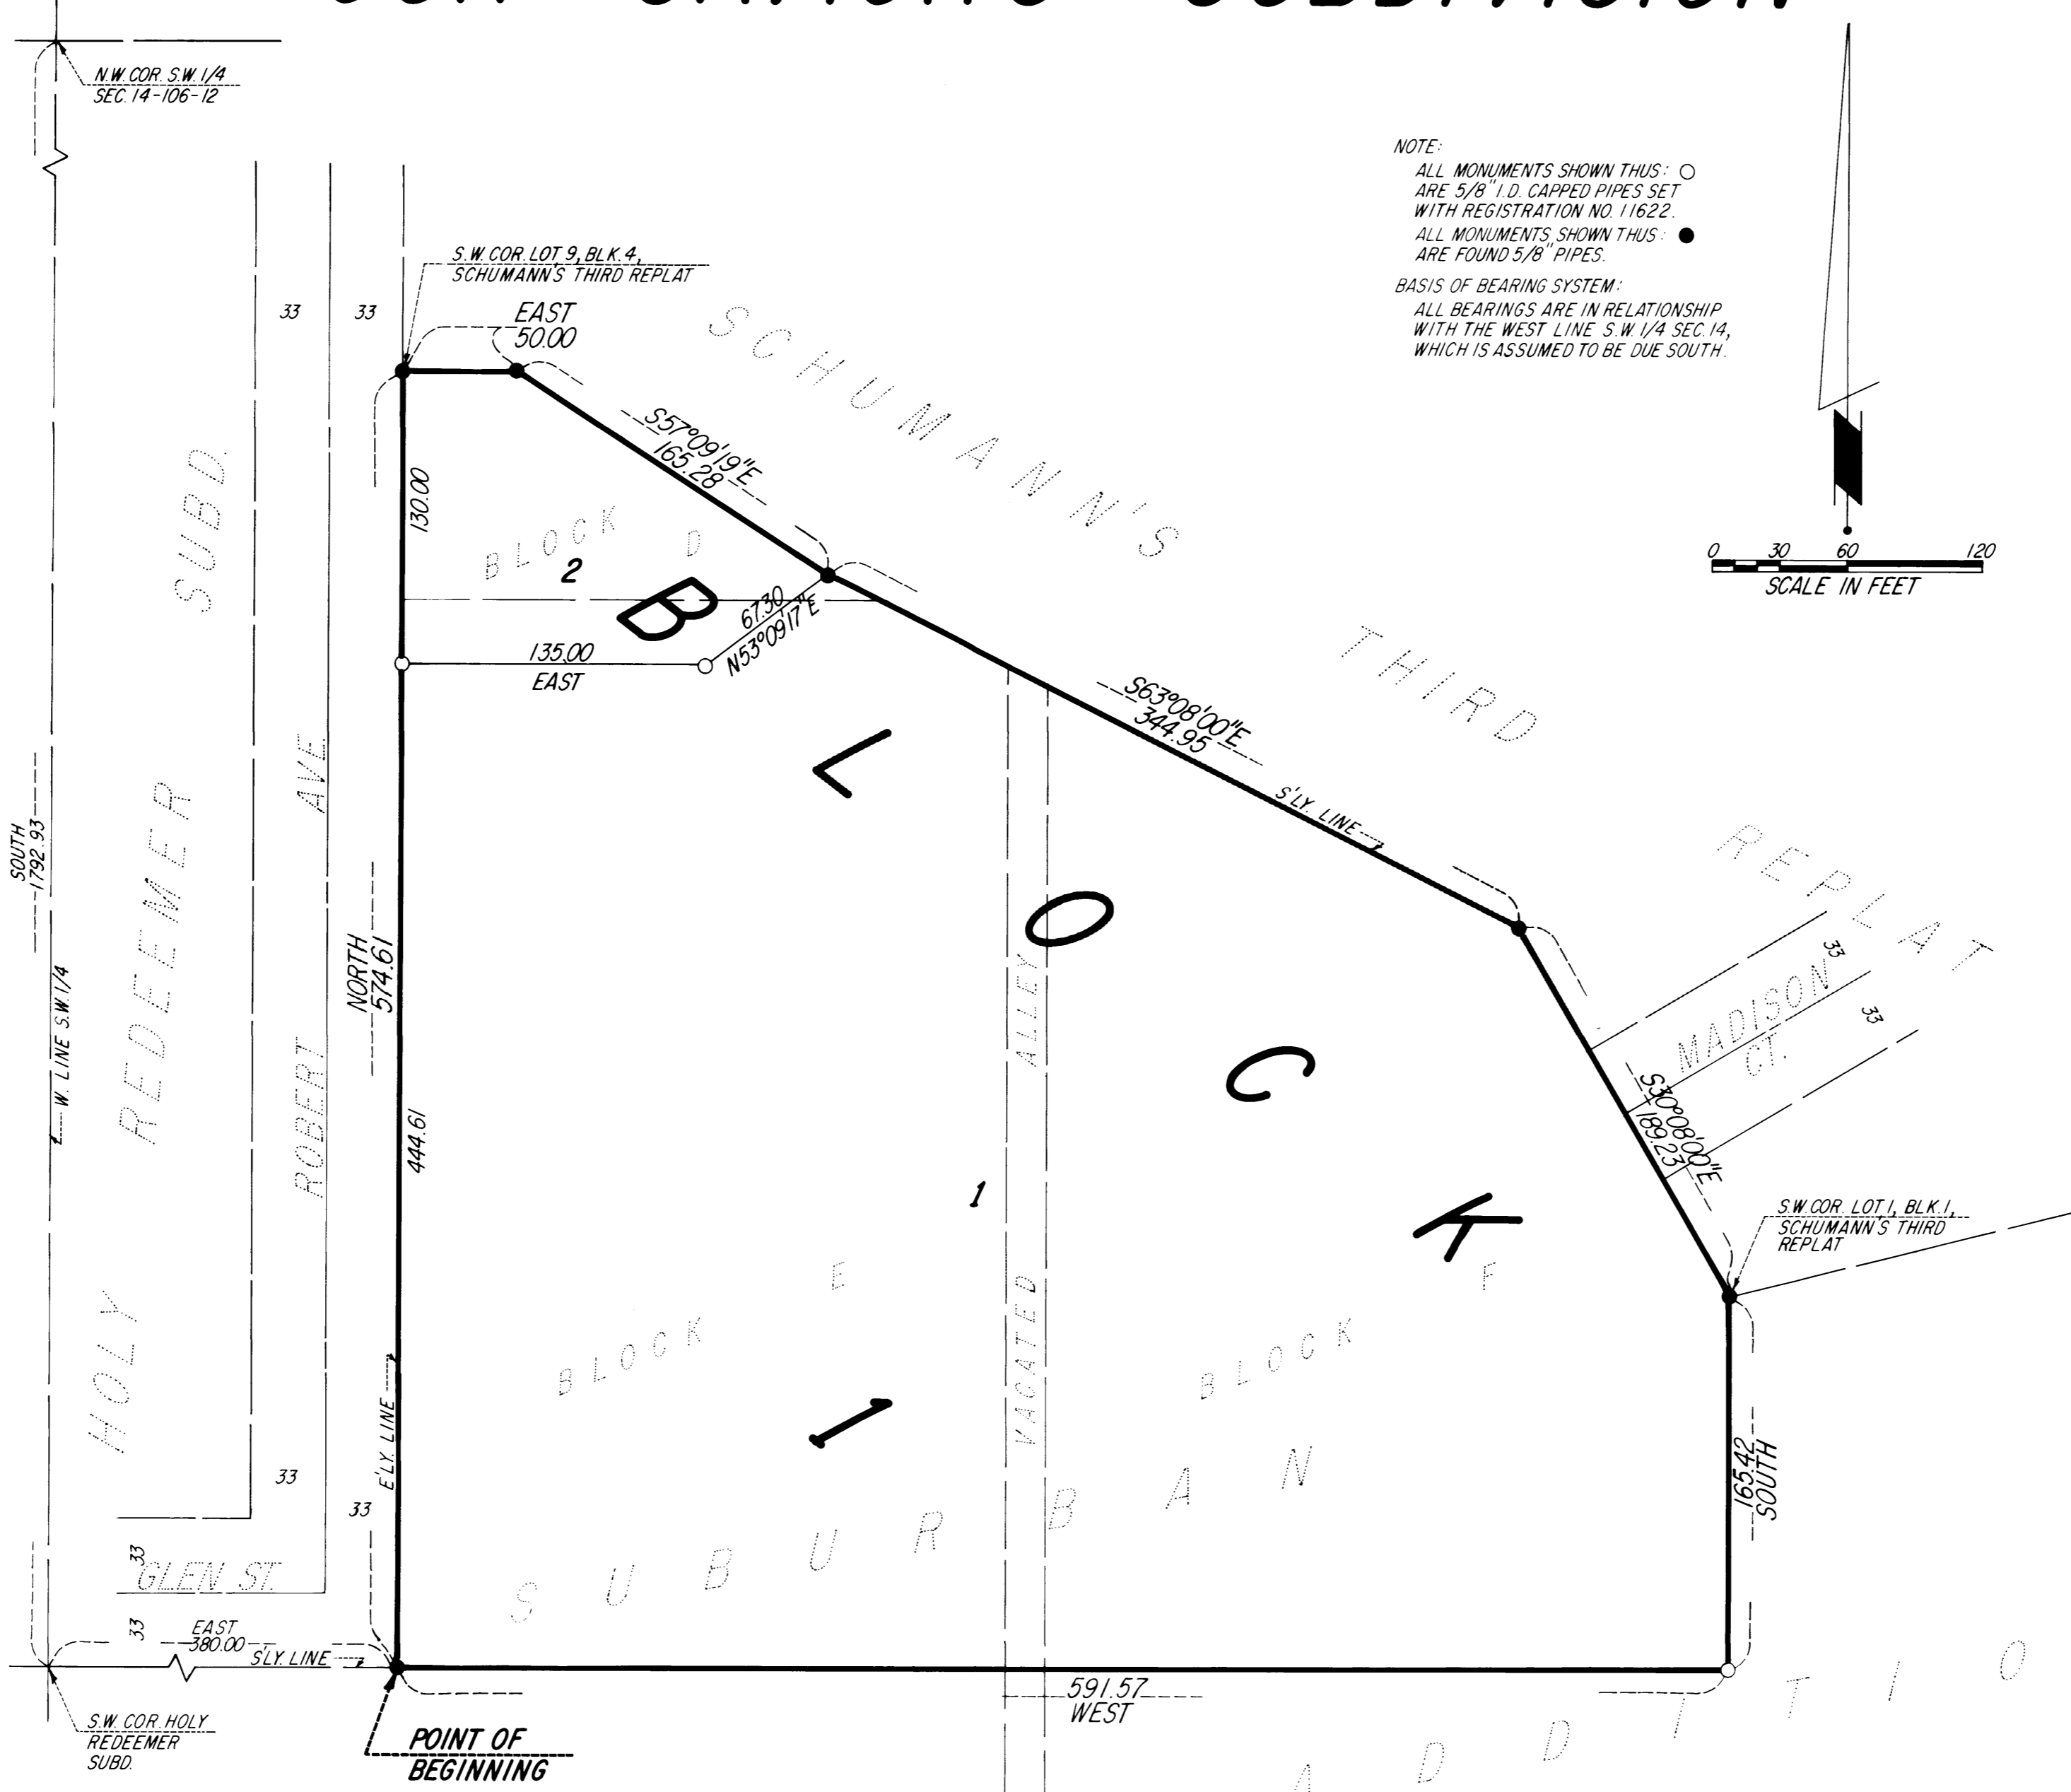 SUBDIVISION
N.W. COR. S.W. 1/4
SEC. 14-106-12
NOTE:
ALL MONUMENTS SHOWN THUS: ○
ARE 5/8" I.D. CAPPED PIPES SET
WITH REGISTRATION NO. 11622.
ALL MONUMENTS SHOWN THUS: ●
ARE FOUND 5/8" PIPES.
BASIS OF BEARING SYSTEM:
ALL BEARINGS ARE IN RELATIONSHIP
WITH THE WEST LINE S.W. 1/4 SEC. 14,
WHICH IS ASSUMED TO BE DUE SOUTH.
0 30 60 120
SCALE IN FEET
S.W. COR. LOT 9, BLK. 4,
SCHUMANN'S THIRD REPLAT
33 33
EAST
50.00
SCHUMANN'S THIRD REPLAT
S57°09'19"E
165.28
130.00
BLOCK D
2
67.30
N53°09'17"E
135.00
EAST
S63°08'00"E
344.95
S'LY. LINE
HOLY REDEEMER SUBD.
ROBERT AVE.
SOUTH
1792.93
W. LINE S.W. 1/4
NORTH
574.61
444.61
BLOCK 1
VACATED ALLEY
33
MADISON
CT.
33
S30°08'00"E
189.23
S.W. COR. LOT 1, BLK. 1,
SCHUMANN'S THIRD
REPLAT
1
BLOCK E
BLOCK F
E'LY. LINE
33
33
165.42
SOUTH
SUBURBAN
33
GLEN ST.
33
EAST
380.00
S'LY. LINE
591.57
WEST
S.W. COR. HOLY
REDEEMER
SUBD.
POINT OF
BEGINNING
ADDITIO